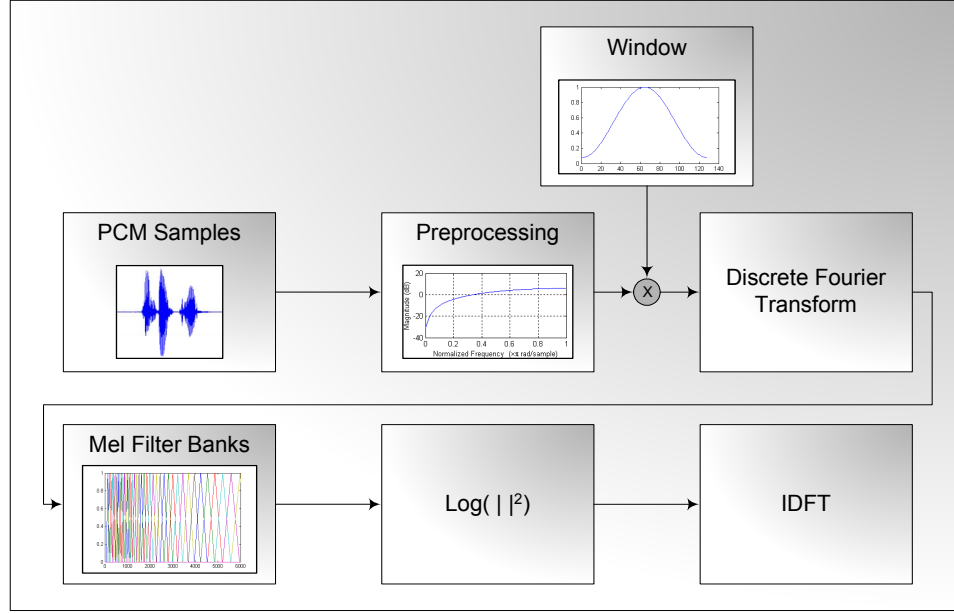 Window
1
0.8
0.6
0.4
0.2
0
0 20 40 60 80 100 120 140
PCM Samples
Preprocessing
20
0
-20
-40
Magnitude (dB)
0 0.2 0.4 0.6 0.8 1
Normalized Frequency (×π rad/sample)
X
Discrete Fourier
Transform
Mel Filter Banks
1
0.8
0.6
0.4
0.2
0
0 1000 2000 3000 4000 5000 6000
Log( | |²)
IDFT